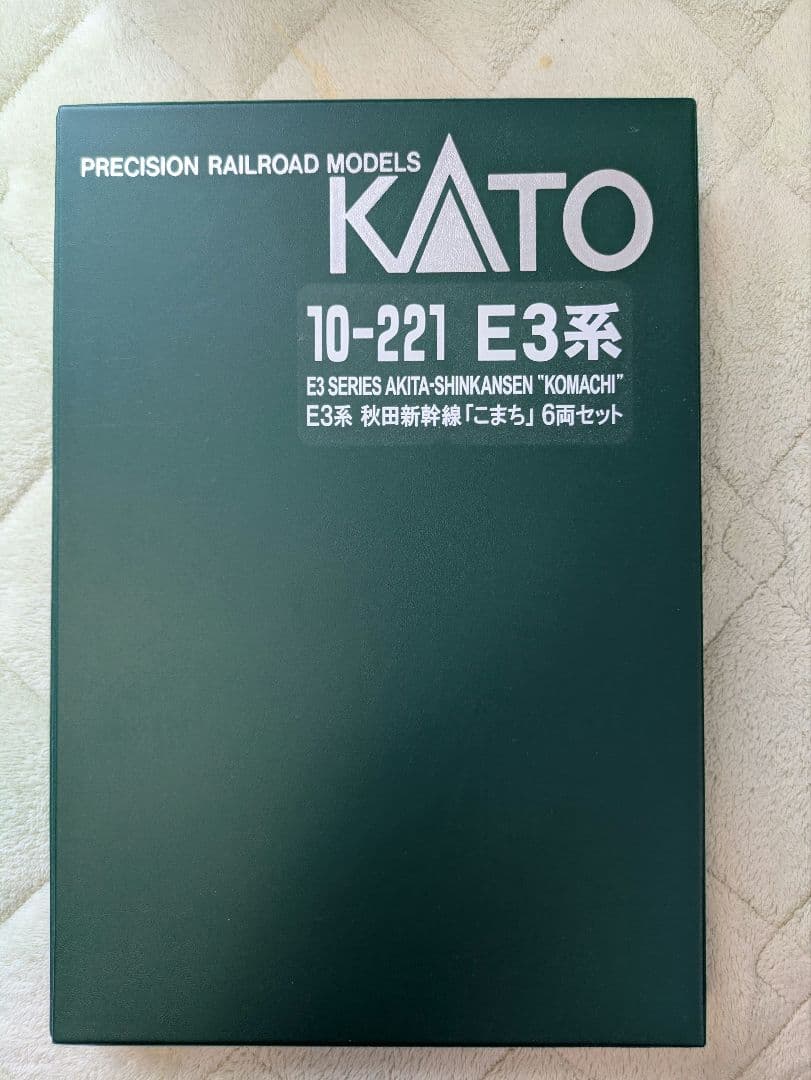 PRECISION RAILROAD MODELS
KATO
10-221 E3系
E3 SERIES AKITA-SHINKANSEN "KOMACHI"
E3系 秋田新幹線「こまち」 6両セット